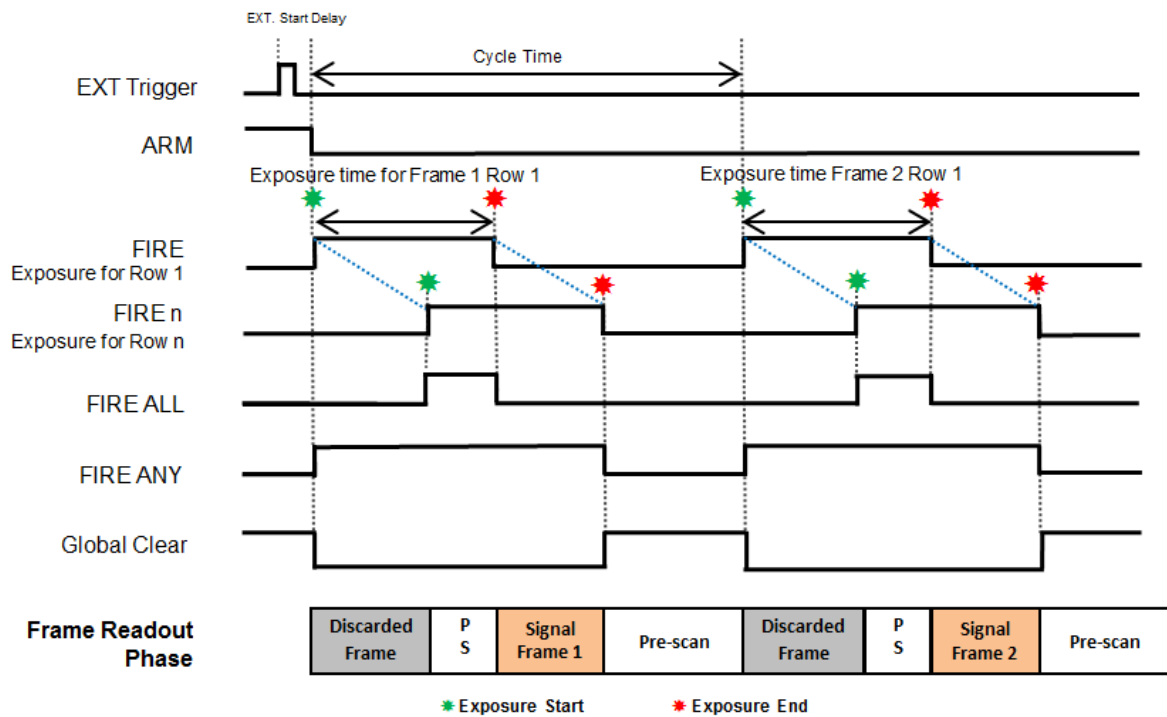 EXT. Start Delay
Cycle Time
EXT Trigger
ARM
Exposure time for Frame 1 Row 1
Exposure time Frame 2 Row 1
FIRE
Exposure for Row 1
FIRE n
Exposure for Row n
FIRE ALL
FIRE ANY
Global Clear
Frame Readout
Phase
Discarded
Frame
P
S
Signal
Frame 1
Pre-scan
Discarded
Frame
P
S
Signal
Frame 2
Pre-scan
Exposure Start
Exposure End